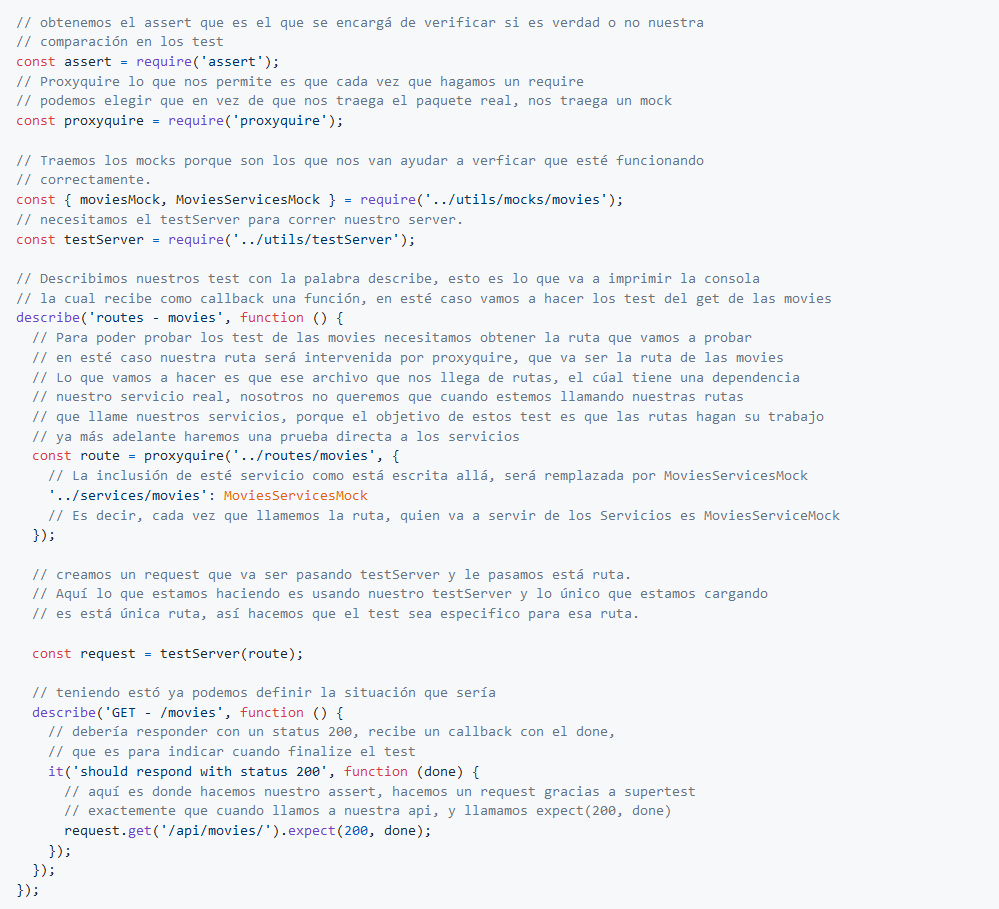 // obtenemos el assert que es el que se encargá de verificar si es verdad o no nuestra
// comparación en los test
const assert = require('assert');
// Proxyquire lo que nos permite es que cada vez que hagamos un require
// podemos elegir que en vez de que nos traega el paquete real, nos traega un mock
const proxyquire = require('proxyquire');

// Traemos los mocks porque son los que nos van ayudar a verficar que esté funcionando
// correctamente.
const { moviesMock, MoviesServicesMock } = require('../utils/mocks/movies');
// necesitamos el testServer para correr nuestro server.
const testServer = require('../utils/testServer');

// Describimos nuestros test con la palabra describe, esto es lo que va a imprimir la consola
// la cual recibe como callback una función, en esté caso vamos a hacer los test del get de las movies
describe('routes - movies', function () {
  // Para poder probar los test de las movies necesitamos obtener la ruta que vamos a probar
  // en esté caso nuestra ruta será intervenida por proxyquire, que va ser la ruta de las movies
  // Lo que vamos a hacer es que ese archivo que nos llega de rutas, el cúal tiene una dependencia
  // nuestro servicio real, nosotros no queremos que cuando estemos llamando nuestras rutas
  // que llame nuestros servicios, porque el objetivo de estos test es que las rutas hagan su trabajo
  // ya más adelante haremos una prueba directa a los servicios
  const route = proxyquire('../routes/movies', {
    // La inclusión de esté servicio como está escrita allá, será remplazada por MoviesServicesMock
    '../services/movies': MoviesServicesMock
    // Es decir, cada vez que llamemos la ruta, quien va a servir de los Servicios es MoviesServiceMock
  });

  // creamos un request que va ser pasando testServer y le pasamos está ruta.
  // Aquí lo que estamos haciendo es usando nuestro testServer y lo único que estamos cargando
  // es está única ruta, así hacemos que el test sea especifico para esa ruta.

  const request = testServer(route);

  // teniendo estó ya podemos definir la situación que sería
  describe('GET - /movies', function () {
    // debería responder con un status 200, recibe un callback con el done,
    // que es para indicar cuando finalize el test
    it('should respond with status 200', function (done) {
      // aquí es donde hacemos nuestro assert, hacemos un request gracias a supertest
      // exactemente que cuando llamos a nuestra api, y llamamos expect(200, done)
      request.get('/api/movies/').expect(200, done);
    });
  });
});